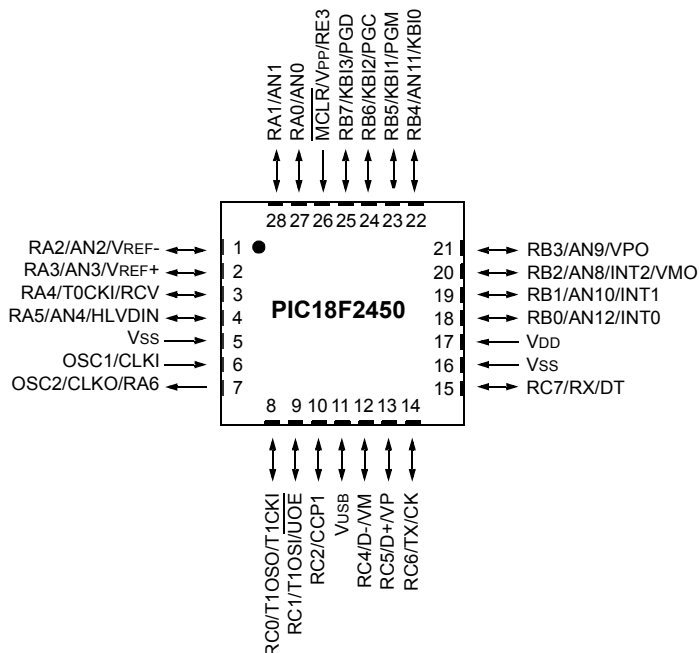 RA1/AN1
RA0/AN0
MCLR/VPP/RE3
RB7/KBI3/PGD
RB6/KBI2/PGC
RB5/KBI1/PGM
RB4/AN11/KBI0
28 27 26 25 24 23 22
RA2/AN2/VREF- 1
RA3/AN3/VREF+ 2
RA4/T0CKI/RCV 3
RA5/AN4/HLVDIN 4
VSS 5
OSC1/CLKI 6
OSC2/CLKO/RA6 7
PIC18F2450
21 RB3/AN9/VPO
20 RB2/AN8/INT2/VMO
19 RB1/AN10/INT1
18 RB0/AN12/INT0
17 VDD
16 VSS
15 RC7/RX/DT
8 9 10 11 12 13 14
RC0/T1OSO/T1CKI
RC1/T1OSI/UOE
RC2/CCP1
VUSB
RC4/D-/VM
RC5/D+/VP
RC6/TX/CK